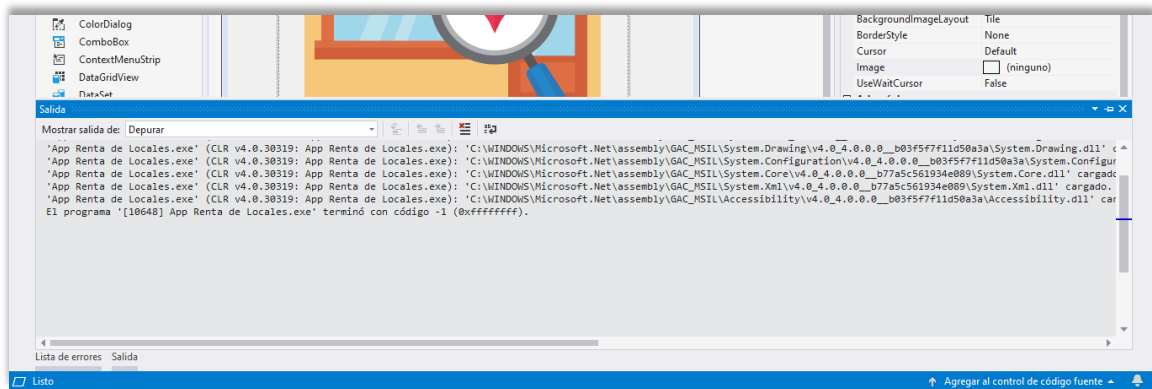 ColorDialog
ComboBox
ContextMenuStrip
DataGridView
DataSet
BackgroundImageLayout Tile
BorderStyle None
Cursor Default
Image (ninguno)
UseWaitCursor False
Salida
Mostrar salida de: Depurar
'App Renta de Locales.exe' (CLR v4.0.30319: App Renta de Locales.exe): 'C:\WINDOWS\Microsoft.Net\assembly\GAC_MSIL\System.Drawing\v4.0_4.0.0.0__b03f5f7f11d50a3a\System.Drawing.dll' c
'App Renta de Locales.exe' (CLR v4.0.30319: App Renta de Locales.exe): 'C:\WINDOWS\Microsoft.Net\assembly\GAC_MSIL\System.Configuration\v4.0_4.0.0.0__b03f5f7f11d50a3a\System.Configur
'App Renta de Locales.exe' (CLR v4.0.30319: App Renta de Locales.exe): 'C:\WINDOWS\Microsoft.Net\assembly\GAC_MSIL\System.Core\v4.0_4.0.0.0__b77a5c561934e089\System.Core.dll' cargado
'App Renta de Locales.exe' (CLR v4.0.30319: App Renta de Locales.exe): 'C:\WINDOWS\Microsoft.Net\assembly\GAC_MSIL\System.Xml\v4.0_4.0.0.0__b77a5c561934e089\System.Xml.dll' cargado.
'App Renta de Locales.exe' (CLR v4.0.30319: App Renta de Locales.exe): 'C:\WINDOWS\Microsoft.Net\assembly\GAC_MSIL\Accessibility\v4.0_4.0.0.0__b03f5f7f11d50a3a\Accessibility.dll' car
El programa '[10648] App Renta de Locales.exe' terminó con código -1 (0xffffffff).
Lista de errores Salida
Listo
Agregar al control de código fuente